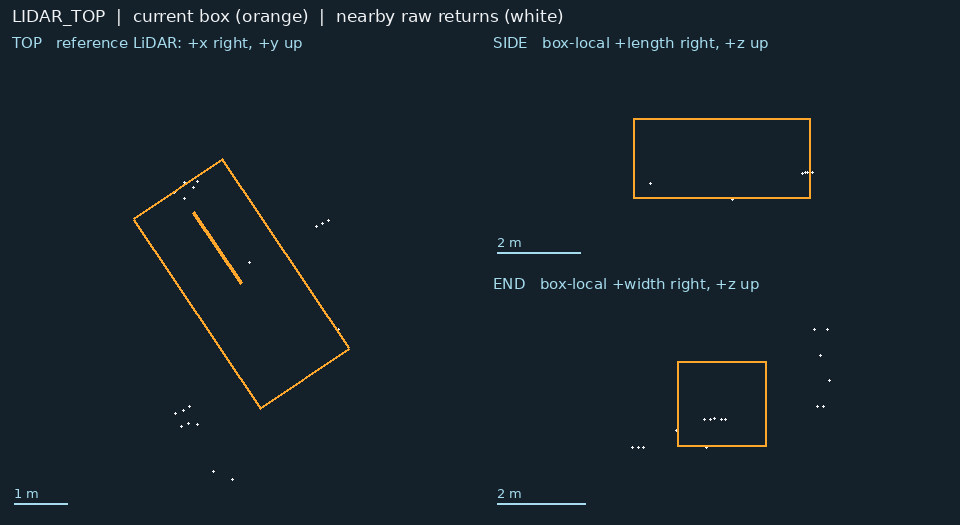 LIDAR_TOP | current box (orange) | nearby raw returns (white)
TOP reference LiDAR: +x right, +y up
SIDE box-local +length right, +z up
2 m
END box-local +width right, +z up
1 m
2 m